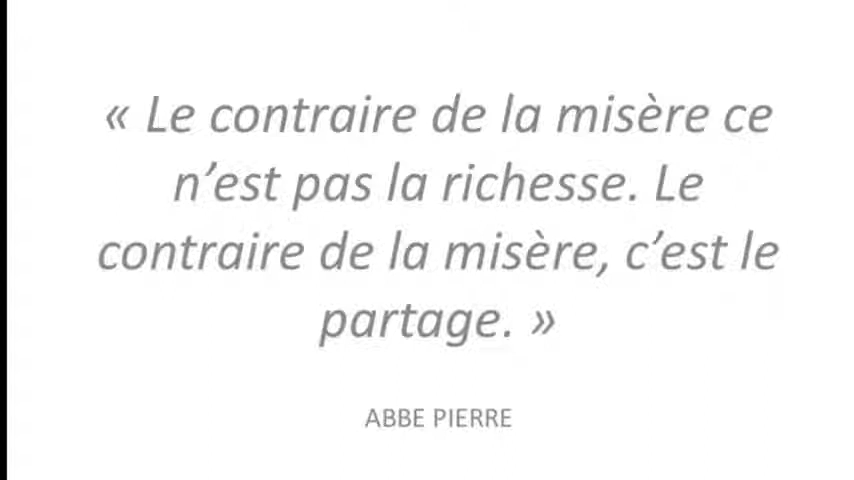 « Le contraire de la misère ce
n’est pas la richesse. Le
contraire de la misère, c’est le
partage. »
ABBE PIERRE